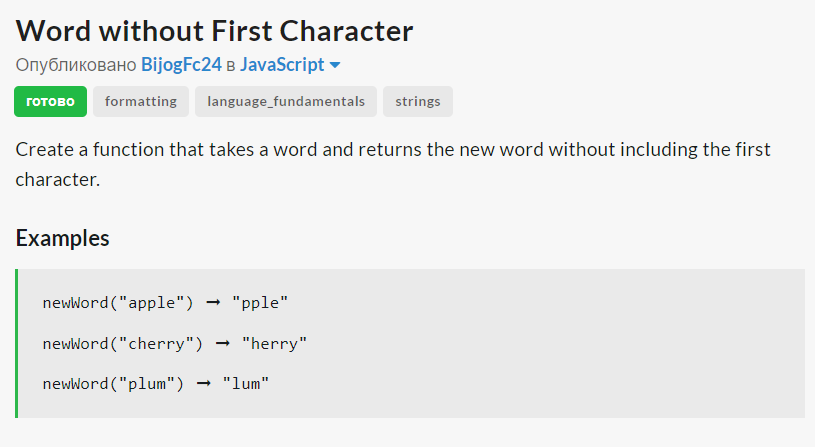 Word without First Character
Опубликовано BijogFc24 в JavaScript
готово formatting language_fundamentals strings
Create a function that takes a word and returns the new word without including the first
character.
Examples
newWord("apple") ➞ "pple"
newWord("cherry") ➞ "herry"
newWord("plum") ➞ "lum"